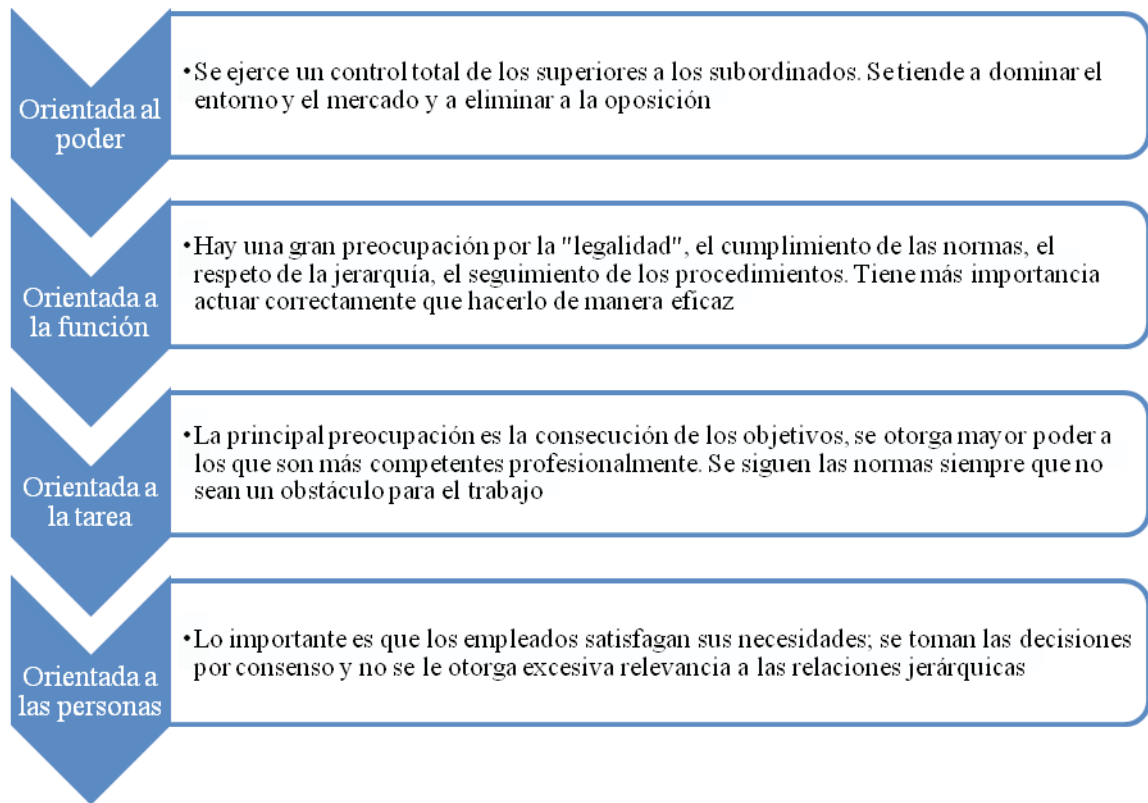 Orientada al
poder
•Se ejerce un control total de los superiores a los subordinados. Se tiende a dominar el
entorno y el mercado y a eliminar a la oposición
Orientada a
la función
•Hay una gran preocupación por la "legalidad", el cumplimiento de las normas, el
respeto de la jerarquía, el seguimiento de los procedimientos. Tiene más importancia
actuar correctamente que hacerlo de manera eficaz
Orientada a
la tarea
•La principal preocupación es la consecución de los objetivos, se otorga mayor poder a
los que son más competentes profesionalmente. Se siguen las normas siempre que no
sean un obstáculo para el trabajo
Orientada a
las personas
•Lo importante es que los empleados satisfagan sus necesidades; se toman las decisiones
por consenso y no se le otorga excesiva relevancia a las relaciones jerárquicas